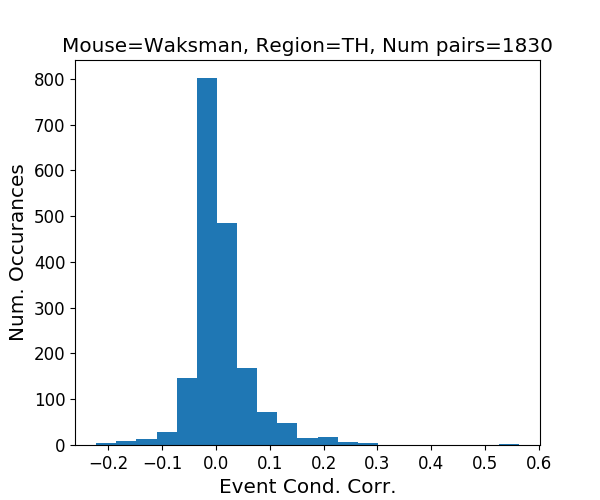 Mouse=Waksman, Region=TH, Num pairs=1830
800
700
600
500
400
300
200
100
0
Num. Occurances
−0.2 −0.1 0.0 0.1 0.2 0.3 0.4 0.5 0.6
Event Cond. Corr.